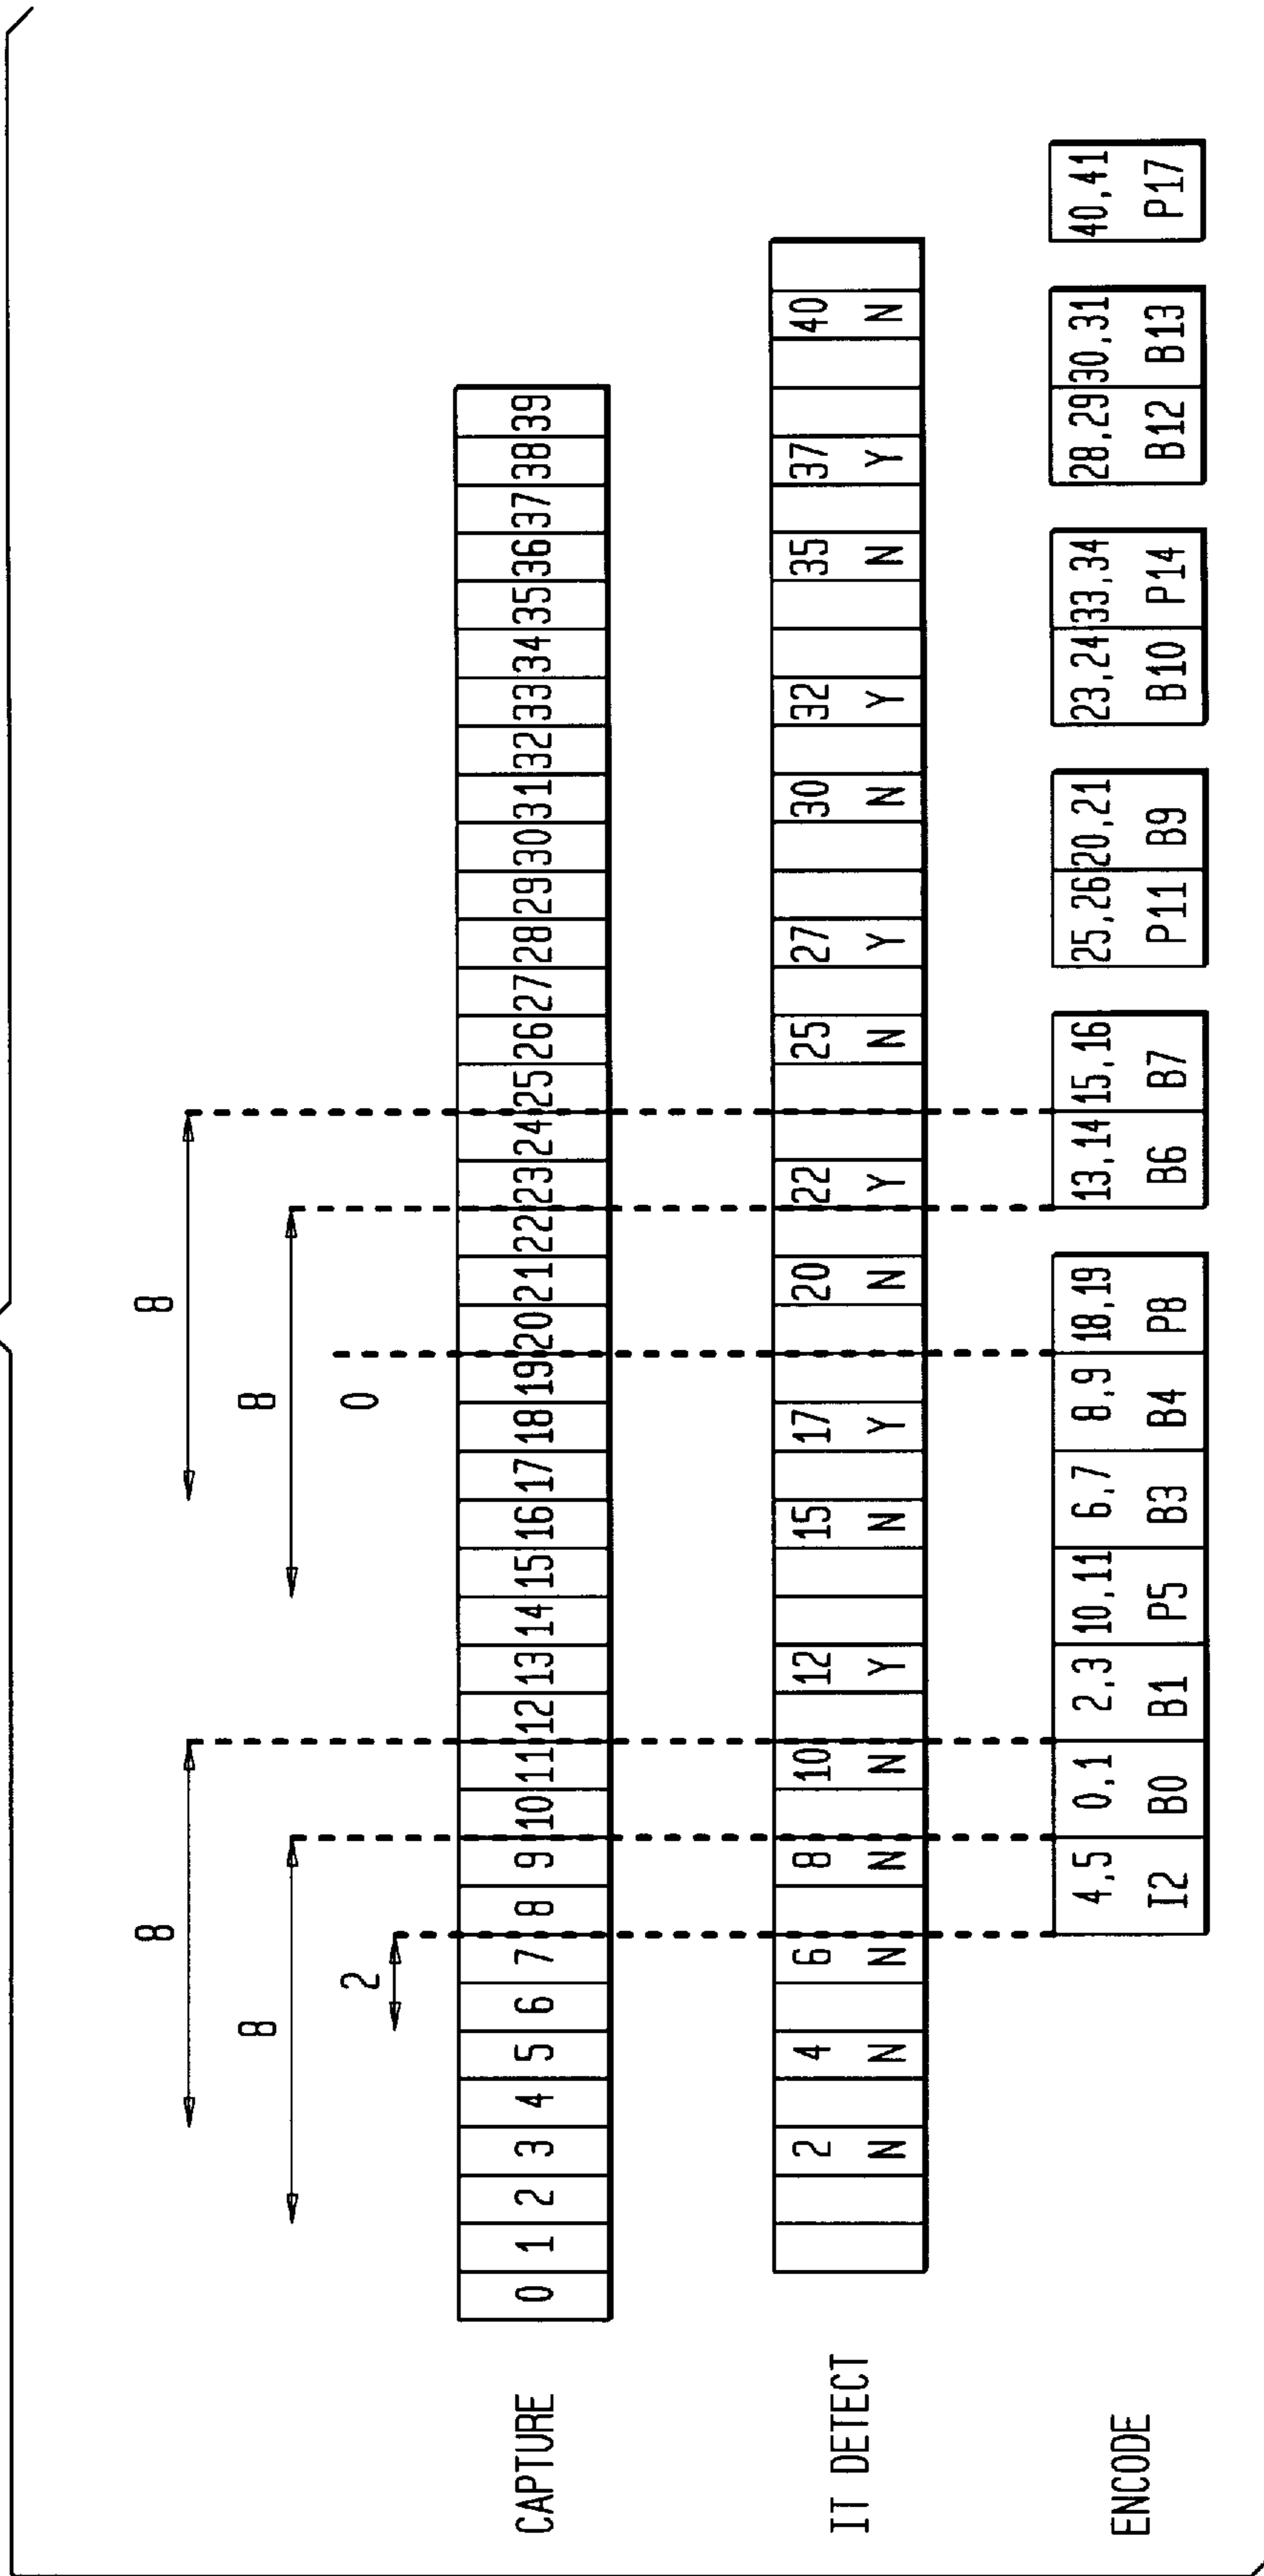 8 8
8 8
2 0
CAPTURE 0 1 2 3 4 5 6 7 8 9 10 11 12 13 14 15 16 17 18 19 20 21 22 23 24 25 26 27 28 29 30 31 32 33 34 35 36 37 38 39
IT DETECT 2 4 6 8 10 12 15 17 20 22 25 27 30 32 35 37 40
N N N N N Y N Y N Y N Y N Y N Y N
ENCODE 4,5 0,1 2,3 10,11 6,7 8,9 18,19 13,14 15,16 25,26 20,21 23,24 33,34 28,29 30,31 40,41
I2 B0 B1 P5 B3 B4 P8 B6 B7 P11 B9 B10 P14 B12 B13 P17